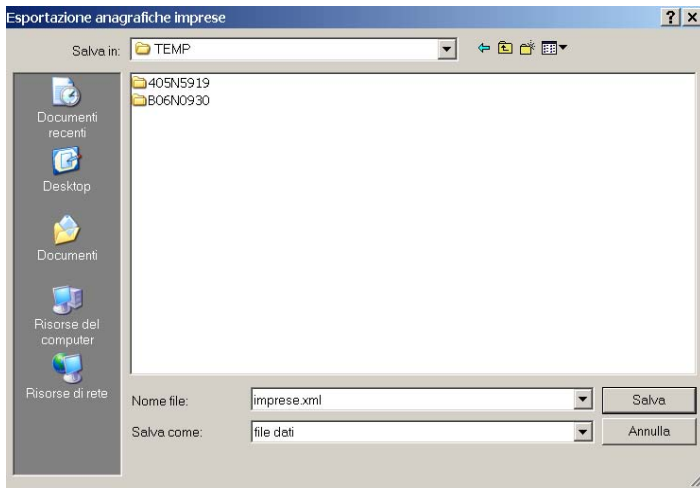 Esportazione anagrafiche imprese
Salva in: TEMP
405N5919
B06N0930
Documenti
recenti
Desktop
Documenti
Risorse del
computer
Risorse di rete
Nome file: imprese.xml Salva
Salva come: file dati Annulla